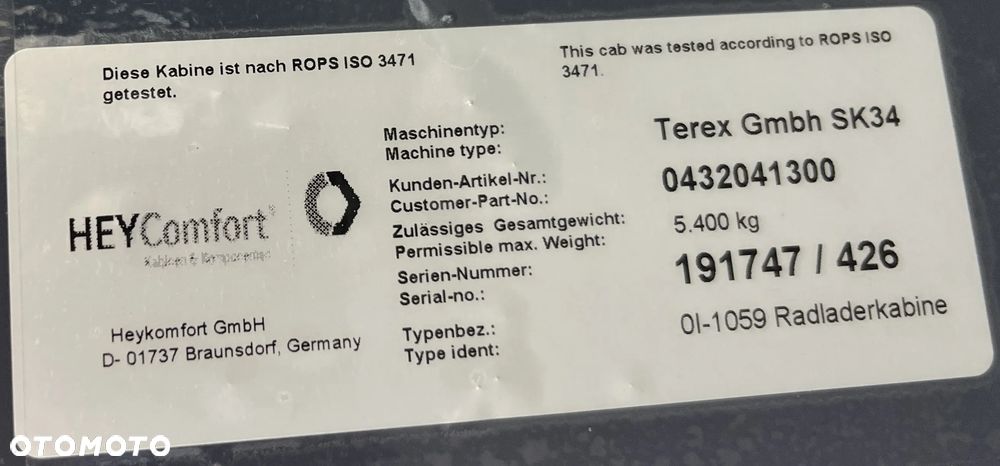 Diese Kabine ist nach ROPS ISO 3471
getestet.
This cab was tested according to ROPS ISO
3471.
HEYComfort
Kabinen & Komponenten
Heykomfort GmbH
D- 01737 Braunsdorf, Germany
Maschinentyp: Terex Gmbh SK34
Machine type:
Kunden-Artikel-Nr.: 0432041300
Customer-Part-No.:
Zulässiges Gesamtgewicht: 5.400 kg
Permissible max. Weight:
Serien-Nummer: 191747 / 426
Serial-no.:
Typenbez.: 0I-1059 Radladerkabine
Type ident:
OTOMOTO